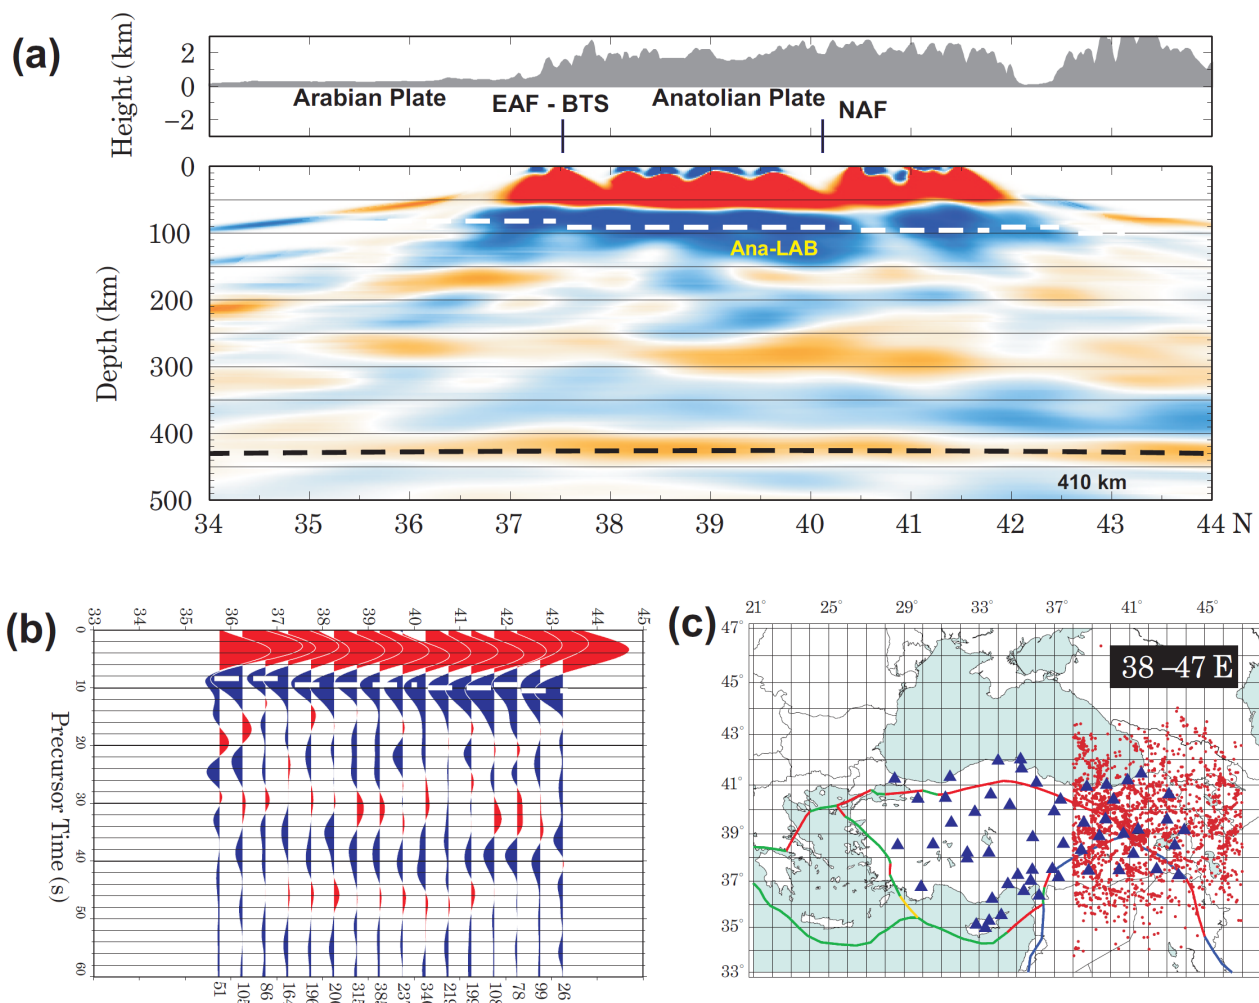 (a)
Height (km)
2
0
−2
Arabian Plate
EAF - BTS
Anatolian Plate
NAF
Depth (km)
0
100
200
300
400
500
Ana-LAB
410 km
34 35 36 37 38 39 40 41 42 43 44 N
(b)
33 34 35 36 37 38 39 40 41 42 43 44 45
Precursor Time (s)
0
10
20
30
40
50
60
51 86 164 315 78 99 26
(c)
21° 25° 29° 33° 37° 41° 45°
47°
45°
43°
41°
39°
37°
35°
33°
38 –47 E